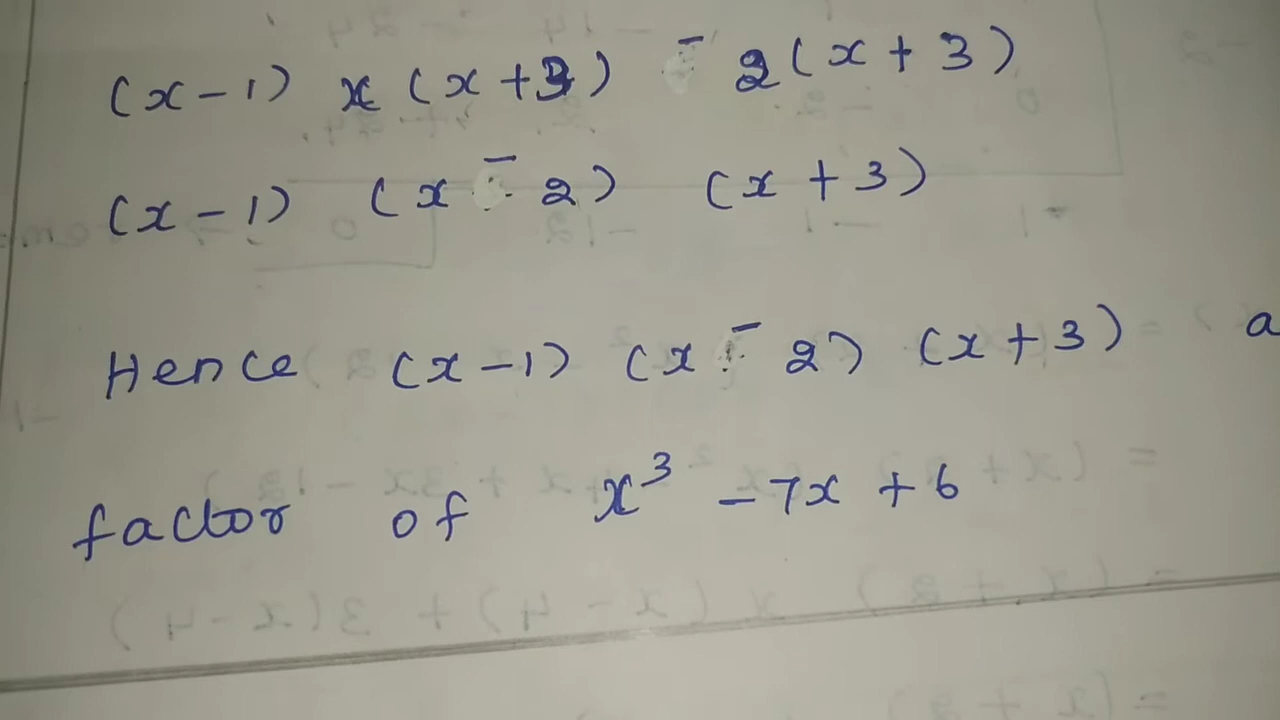 (x-1) x (x+3) - 2(x+3)
(x-1) (x-2) (x+3)
Hence (x-1) (x-2) (x+3) a
factor of x³ -7x +6